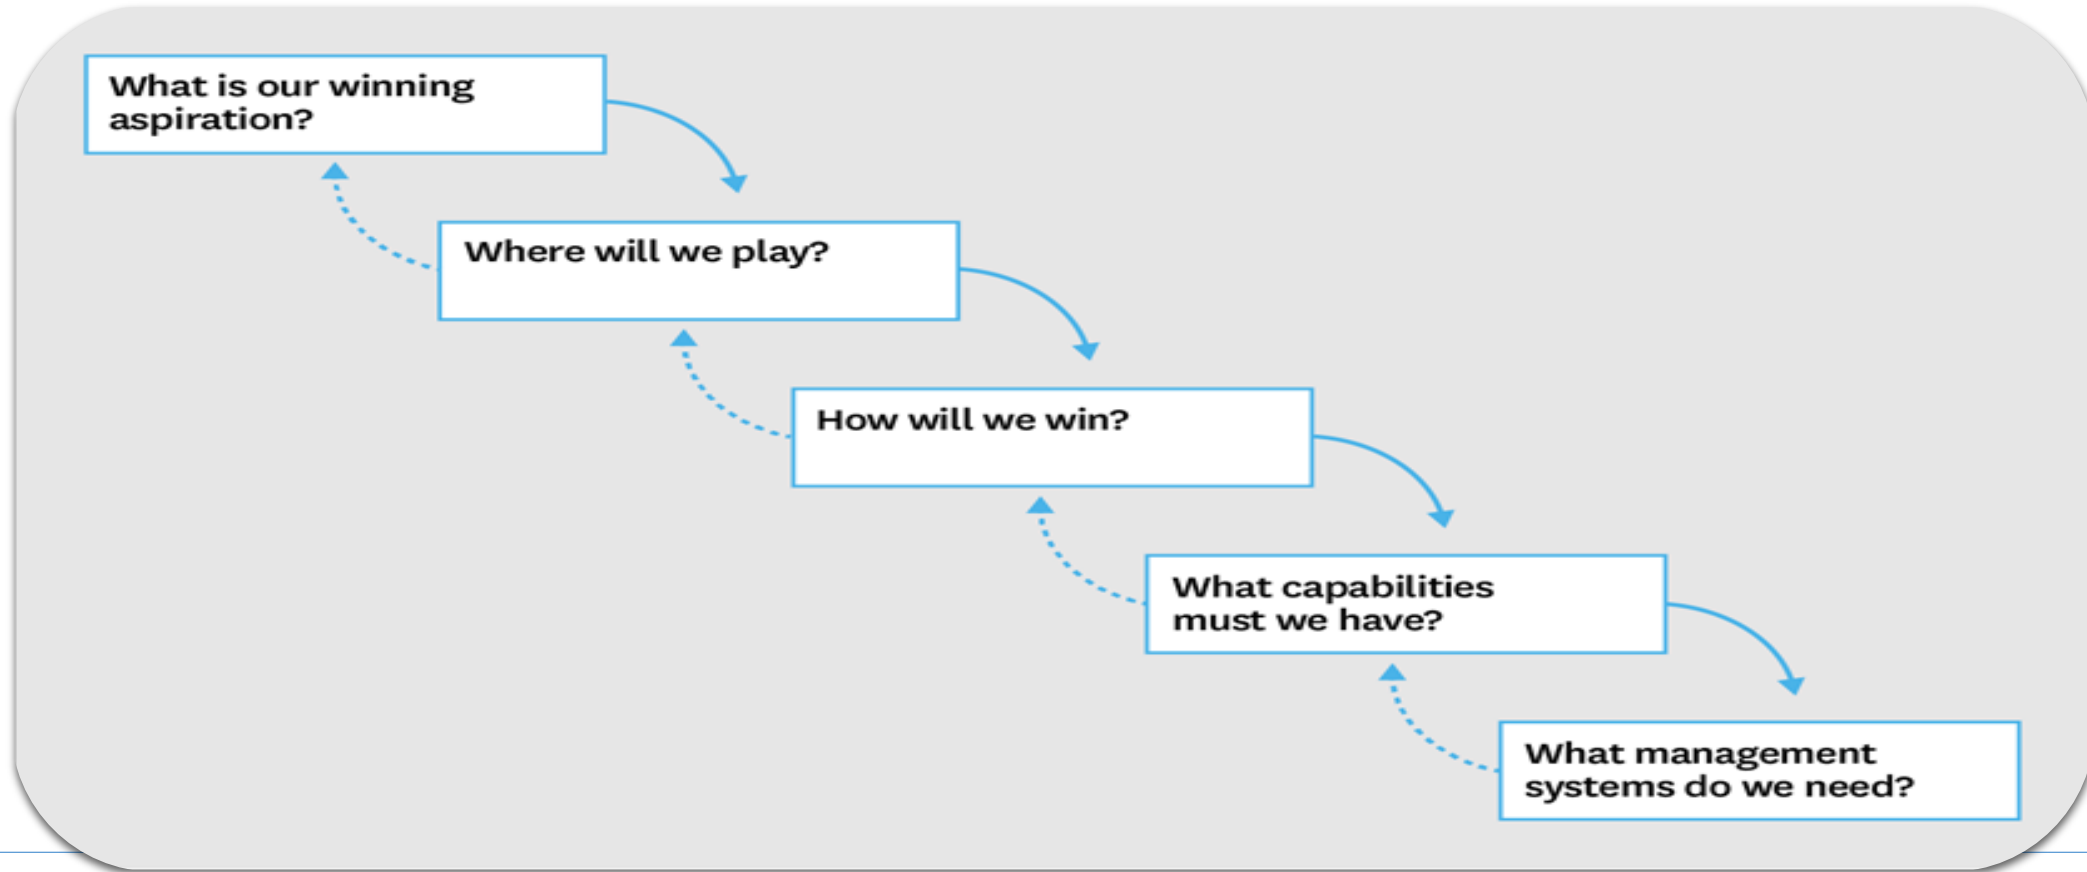 What is our winning
aspiration?
Where will we play?
How will we win?
What capabilities
must we have?
What management
systems do we need?